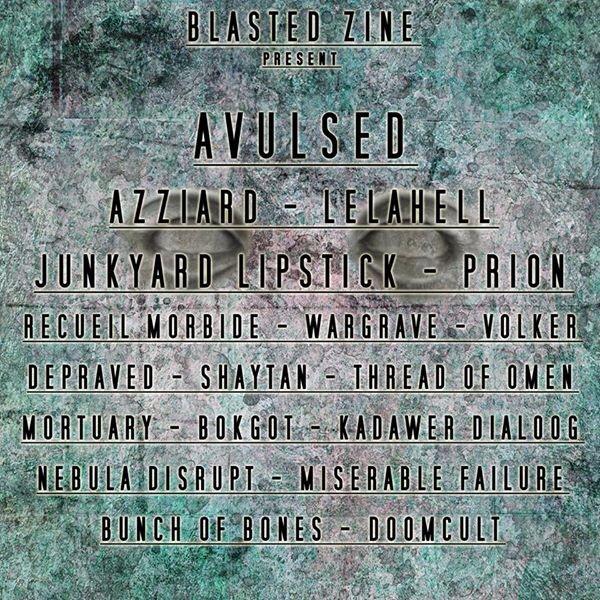 BLASTED ZINE
PRESENT
AVULSED
AZZIARD - LELAHELL
JUNKYARD LIPSTICK - PRION
RECUEIL MORBIDE - WARGRAVE - VOLKER
DEPRAVED - SHAYTAN - THREAD OF OMEN
MORTUARY - BOKGOT - KADAWER DIALOOG
NEBULA DISRUPT - MISERABLE FAILURE
BUNCH OF BONES - DOOMCULT